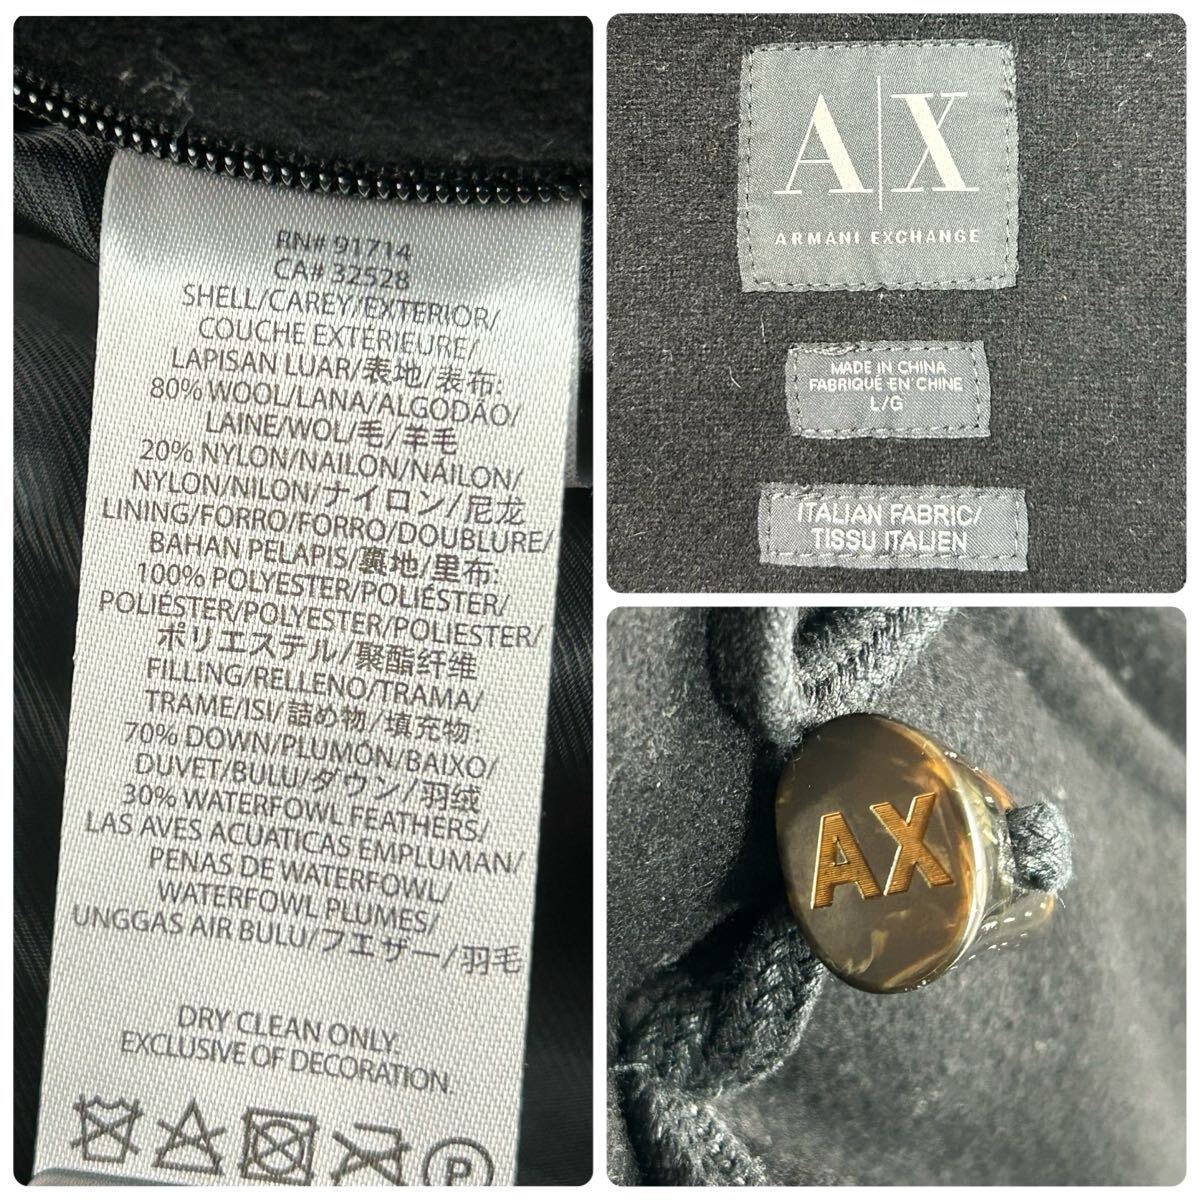 RN# 91714
CA# 32528
SHELL/CAREY/EXTERIOR/
COUCHE EXTÉRIEURE/
LAPISAN LUAR/表地/表布:
80% WOOL/LANA/ALGODÃO/
LAINE/WOL/毛/羊毛
20% NYLON/NAILON/NÁILON/
NYLON/NILON/ナイロン/尼龙
LINING/FORRO/FORRO/DOUBLURE/
BAHAN PELAPIS/裏地/里布:
100% POLYESTER/POLIÉSTER/
POLIÉSTER/POLYESTER/POLIESTER/
ポリエステル/聚酯纤维
FILLING/RELLENO/TRAMA/
TRAME/ISI/詰め物/填充物:
70% DOWN/PLUMON/BAIXO/
DUVET/BULU/ダウン/羽绒
30% WATERFOWL FEATHERS/
LAS AVES ACUATICAS EMPLUMAN/
PENAS DE WATERFOWL/
WATERFOWL PLUMES/
UNGGAS AIR BULU/フエザー/羽毛
DRY CLEAN ONLY.
EXCLUSIVE OF DECORATION.
P
A|X
ARMANI EXCHANGE
MADE IN CHINA
FABRIQUÉ EN CHINE
L/G
ITALIAN FABRIC/
TISSU ITALIEN
AX